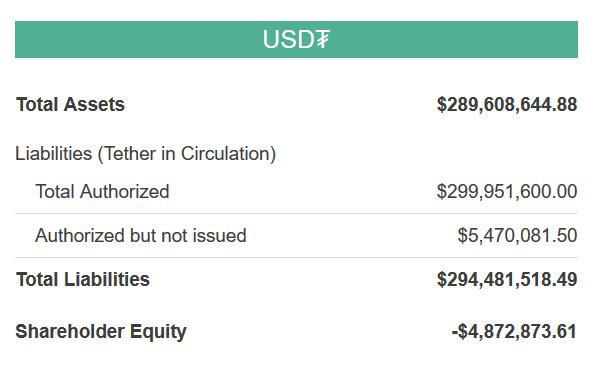 USD₮
Total Assets $289,608,644.88
Liabilities (Tether in Circulation)
Total Authorized $299,951,600.00
Authorized but not issued $5,470,081.50
Total Liabilities $294,481,518.49
Shareholder Equity -$4,872,873.61